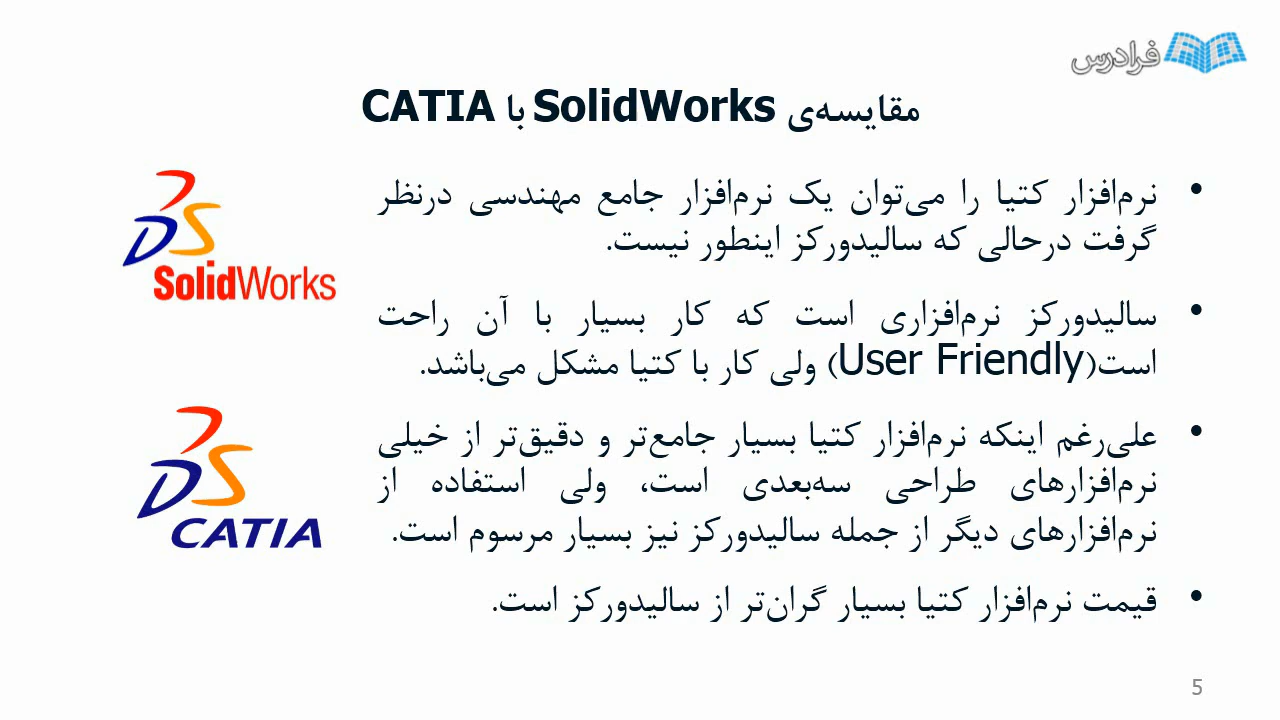 فرادرس
مقایسه‌ی SolidWorks با CATIA
• نرم‌افزار کتیا را می‌توان یک نرم‌افزار جامع مهندسی درنظر
گرفت درحالی که سالیدورکز اینطور نیست.
• سالیدورکز نرم‌افزاری است که کار بسیار با آن راحت
است(User Friendly) ولی کار با کتیا مشکل می‌باشد.
• علی‌رغم اینکه نرم‌افزار کتیا بسیار جامع‌تر و دقیق‌تر از خیلی
نرم‌افزارهای طراحی سه‌بعدی است، ولی استفاده از
نرم‌افزارهای دیگر از جمله سالیدورکز نیز بسیار مرسوم است.
• قیمت نرم‌افزار کتیا بسیار گران‌تر از سالیدورکز است.
DS
SolidWorks
DS
CATIA
5